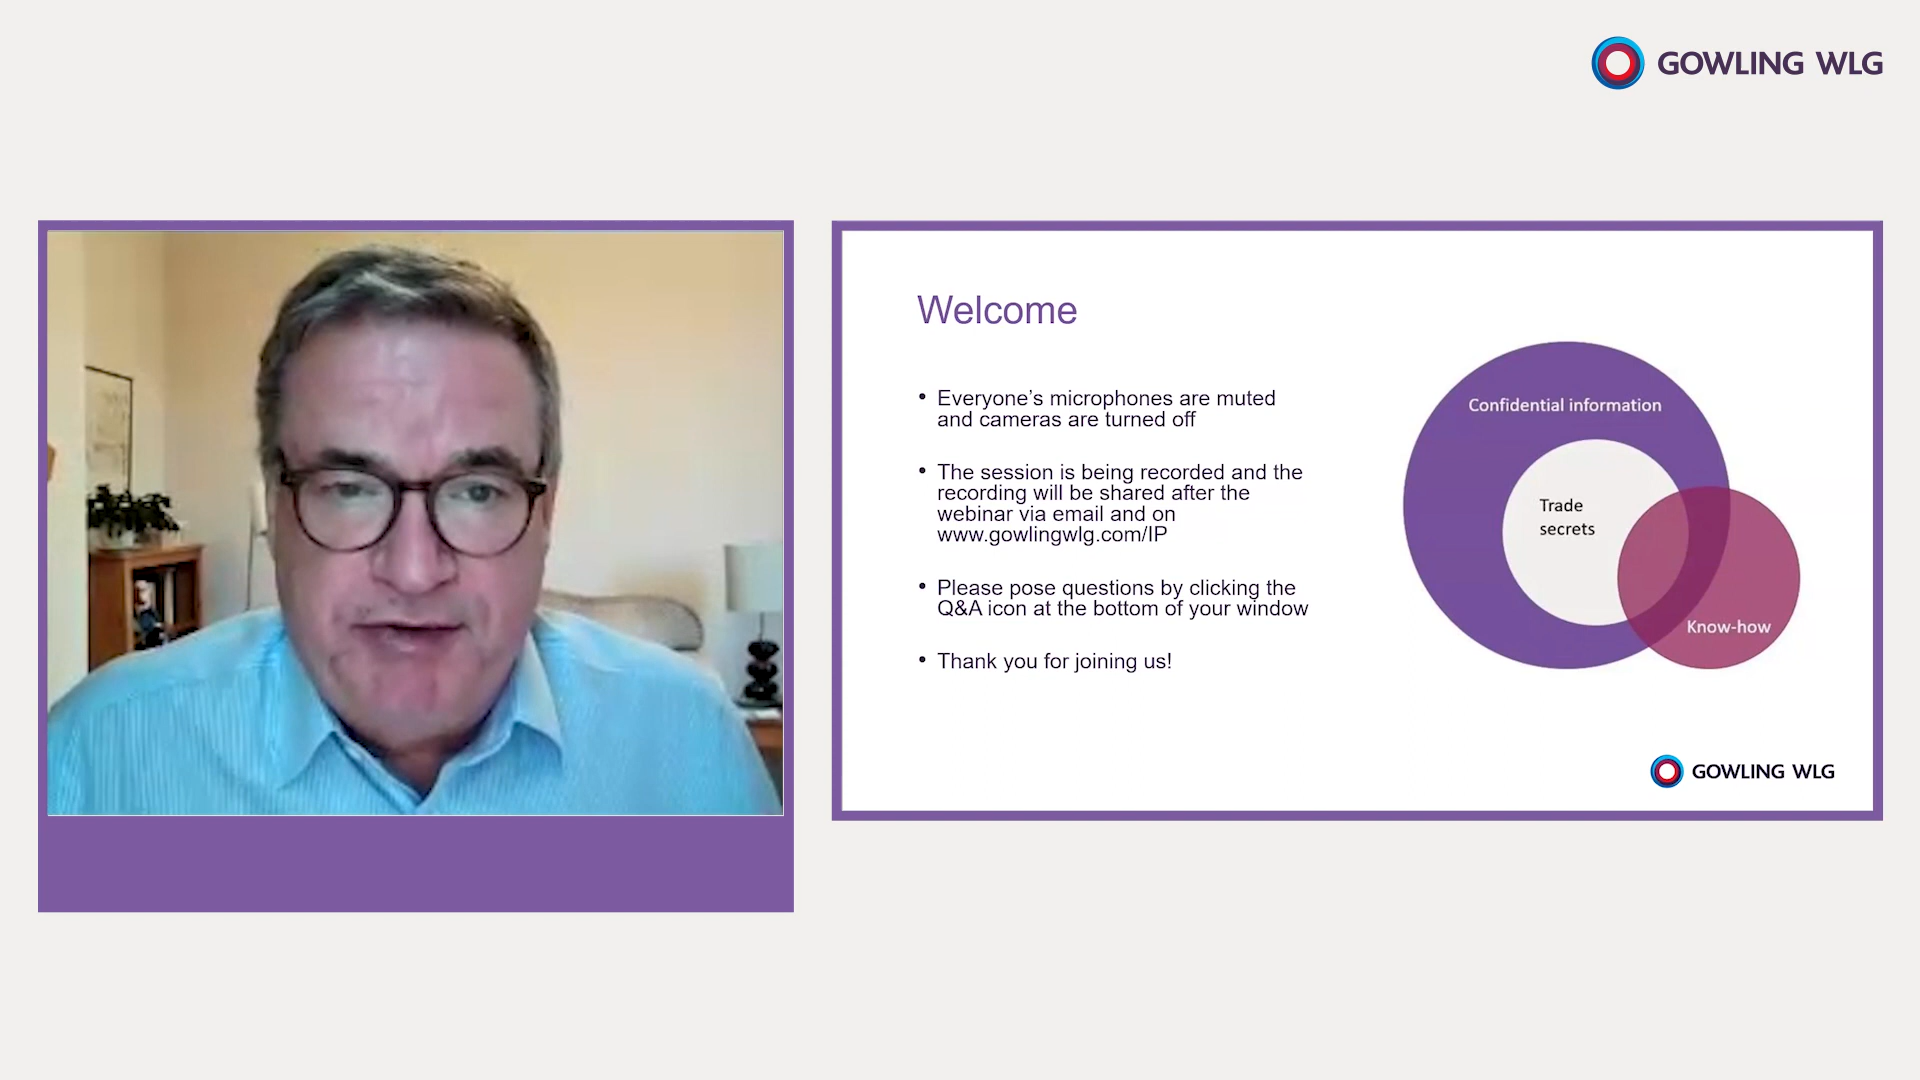 GOWLING WLG
Welcome
• Everyone’s microphones are muted
and cameras are turned off
• The session is being recorded and the
recording will be shared after the
webinar via email and on
www.gowlingwlg.com/IP
• Please pose questions by clicking the
Q&A icon at the bottom of your window
• Thank you for joining us!
Confidential information
Trade
secrets
Know-how
GOWLING WLG